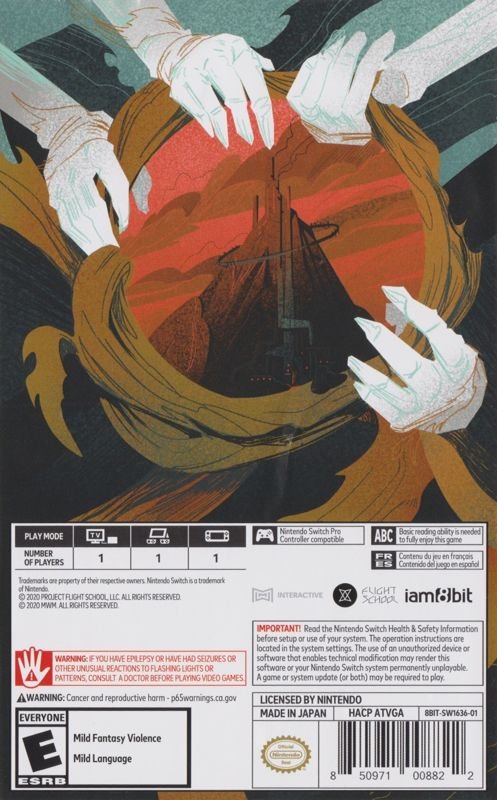 PLAY MODE
TV
NUMBER OF PLAYERS
1
1
1
Nintendo Switch Pro
Controller compatible
ABC
Basic reading ability is needed
to fully enjoy this game
FR
ES
Contenu du jeu en français
Contenido del juego en español
Trademarks are property of their respective owners. Nintendo Switch is a trademark
of Nintendo.
© 2020 PROJECT FLIGHT SCHOOL, LLC. ALL RIGHTS RESERVED.
© 2020 MWM. ALL RIGHTS RESERVED.
INTERACTIVE
FLIGHT
SCHOOL
iam8bit
WARNING: IF YOU HAVE EPILEPSY OR HAVE HAD SEIZURES OR
OTHER UNUSUAL REACTIONS TO FLASHING LIGHTS OR
PATTERNS, CONSULT A DOCTOR BEFORE PLAYING VIDEO GAMES.
WARNING: Cancer and reproductive harm - p65warnings.ca.gov
IMPORTANT! Read the Nintendo Switch Health & Safety Information
before setup or use of your system. The operation instructions are
located in the system settings. The use of an unauthorized device or
software that enables technical modification may render this
software or your Nintendo Switch system permanently unplayable.
A game or system update (or both) may be required to play.
EVERYONE
E
ESRB
Mild Fantasy Violence
Mild Language
LICENSED BY NINTENDO
MADE IN JAPAN
HACP ATVGA
8BIT-SW1636-01
Official
Nintendo
Seal
8 50971 00882 2